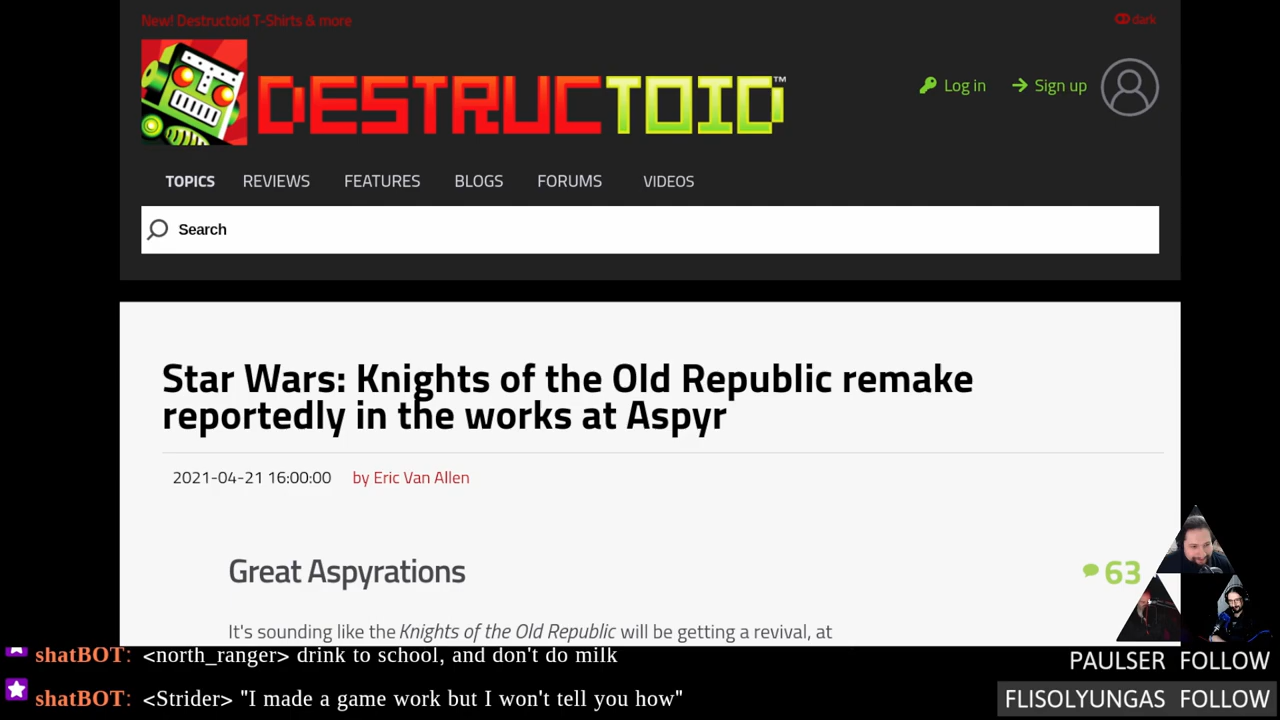 New! Destructoid T-Shirts & more
dark
DESTRUCTOID™
Log in
Sign up
TOPICS REVIEWS FEATURES BLOGS FORUMS VIDEOS
Search
Star Wars: Knights of the Old Republic remake
reportedly in the works at Aspyr
2021-04-21 16:00:00 by Eric Van Allen
Great Aspyrations
63
It's sounding like the Knights of the Old Republic will be getting a revival, at
shatBOT: <north_ranger> drink to school, and don't do milk
shatBOT: <Strider> "I made a game work but I won't tell you how"
PAULSER FOLLOW
FLISOLYUNGAS FOLLOW